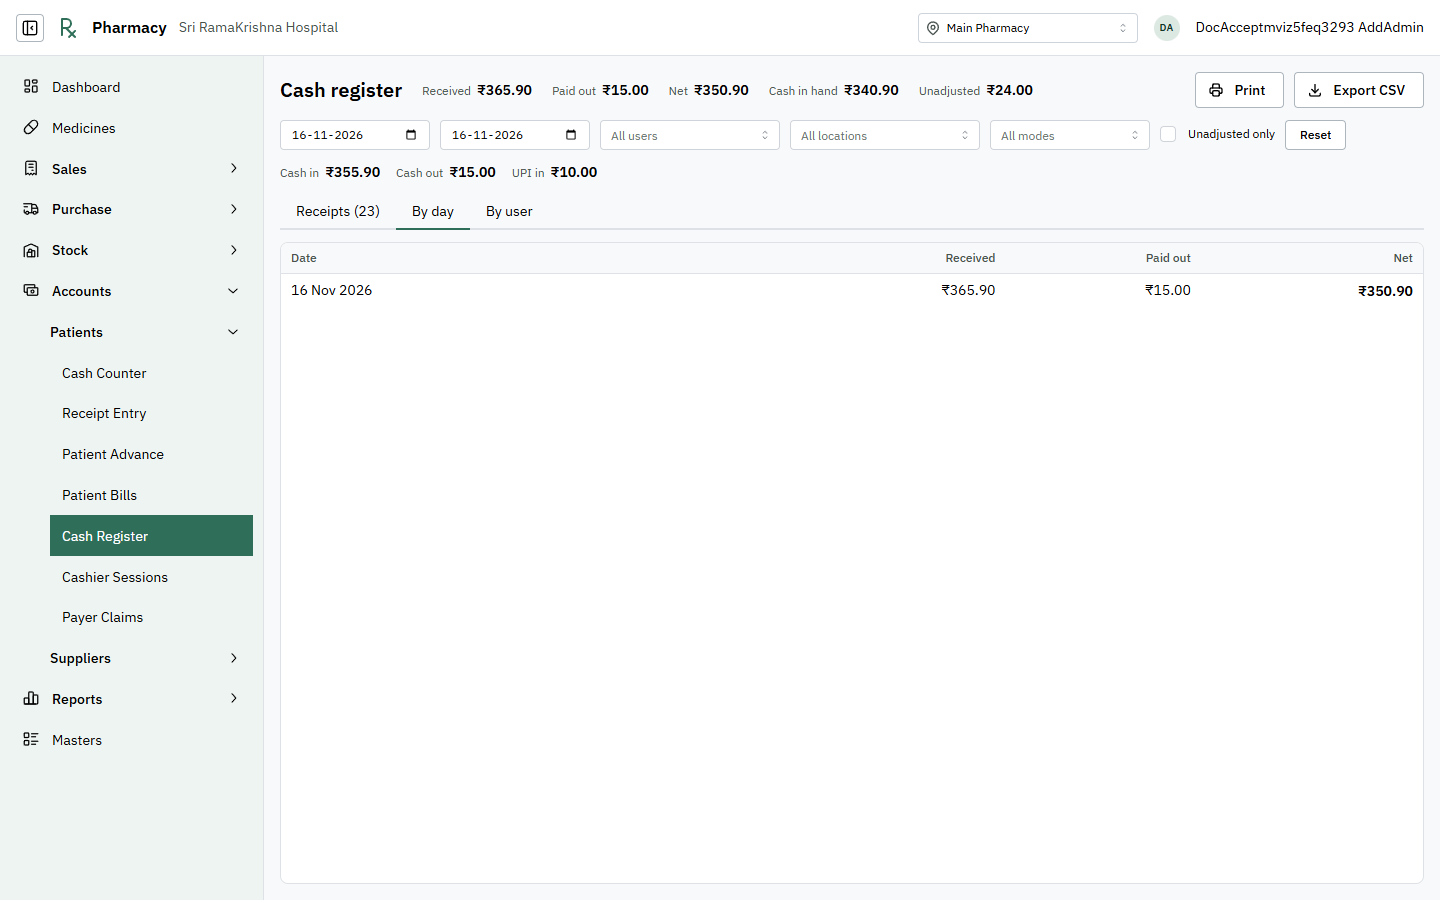 Pharmacy Sri RamaKrishna Hospital Main Pharmacy DA DocAcceptmviz5feq3293 AddAdmin
Dashboard
Medicines
Sales
Purchase
Stock
Accounts
Patients
Cash Counter
Receipt Entry
Patient Advance
Patient Bills
Cash Register
Cashier Sessions
Payer Claims
Suppliers
Reports
Masters
Cash register Received ₹365.90 Paid out ₹15.00 Net ₹350.90 Cash in hand ₹340.90 Unadjusted ₹24.00 Print Export CSV
16-11-2026 16-11-2026 All users All locations All modes Unadjusted only Reset
Cash in ₹355.90 Cash out ₹15.00 UPI in ₹10.00
Receipts (23) By day By user
Date Received Paid out Net
16 Nov 2026 ₹365.90 ₹15.00 ₹350.90